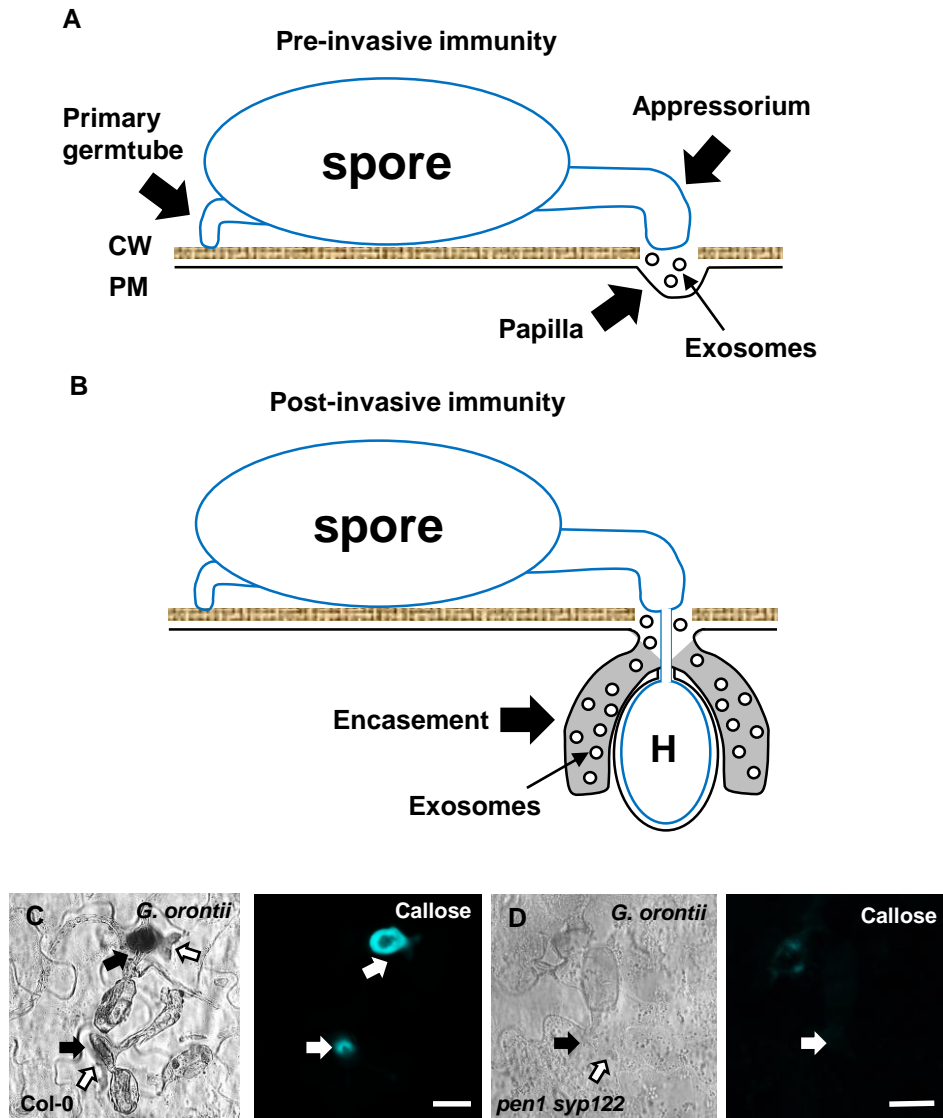 A
Pre-invasive immunity
Primary
germtube
Appressorium
spore
CW
PM
Papilla
Exosomes
B
Post-invasive immunity
spore
Encasement
H
Exosomes
C
G. orontii
Col-0
Callose
D
G. orontii
pen1 syp122
Callose